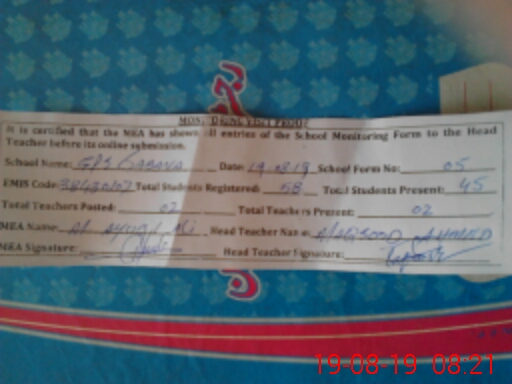 MONITORING VISIT PROOF
It is certified that the MEA has shown all entries of the School Monitoring Form to the Head
Teacher before its online submission.
School Name: GPS Date: 19.08.19 School Form No: 05
EMIS Code: Total Students Registered: 58 Total Students Present: 45
Total Teachers Posted: 02 Total Teachers Present: 02
MEA Name: Head Teacher Name: AHMED
MEA Signature: Head Teacher Signature:
19-08-19 08:21